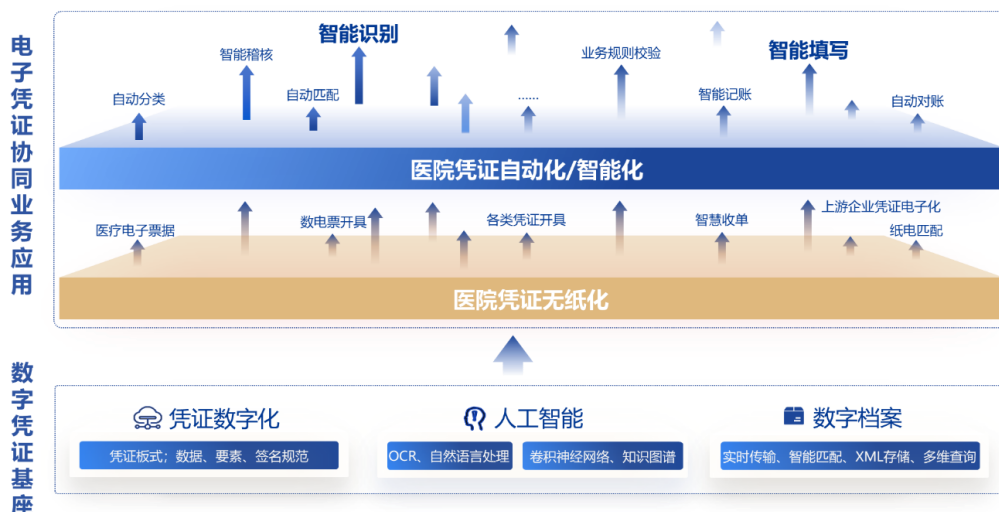 电子凭证协同业务应用
智能识别
智能稽核
业务规则校验
智能填写
自动分类
自动匹配
......
智能记账
自动对账
医院凭证自动化/智能化
医疗电子票据
数电票开具
各类凭证开具
智慧收单
上游企业凭证电子化
纸电匹配
医院凭证无纸化
数字凭证基座
凭证数字化
人工智能
数字档案
凭证板式；数据、要素、签名规范
OCR、自然语言处理
卷积神经网络、知识图谱
实时传输、智能匹配、XML存储、多维查询